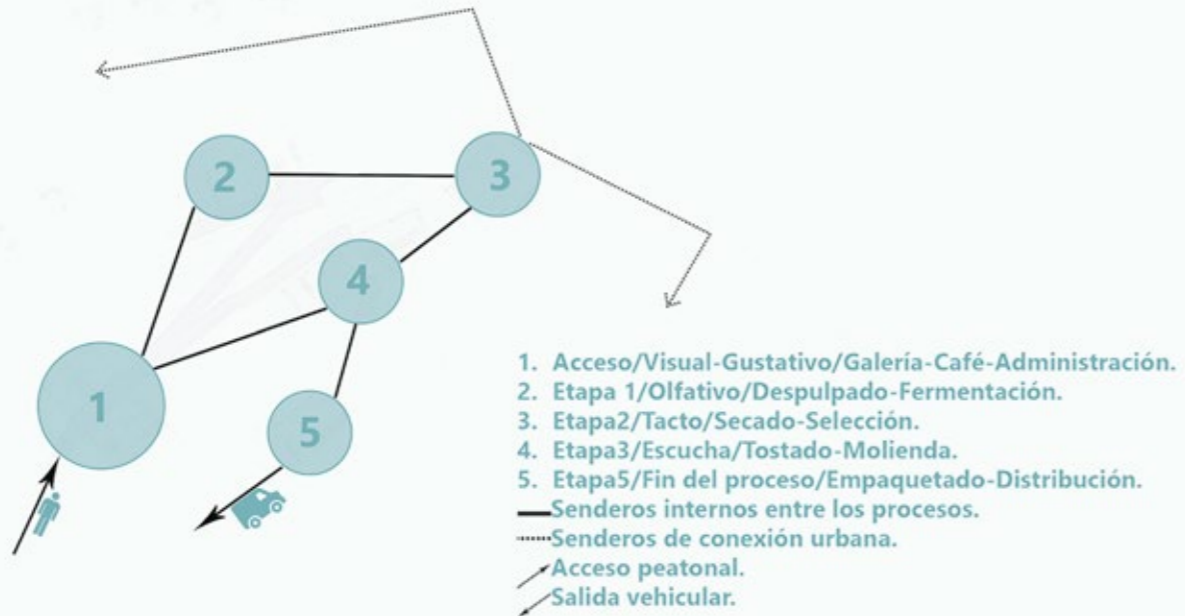 2
3
4
1
5
1. Acceso/Visual-Gustativo/Galería-Café-Administración.
2. Etapa 1/Olfativo/Despulpado-Fermentación.
3. Etapa2/Tacto/Secado-Selección.
4. Etapa3/Escucha/Tostado-Molienda.
5. Etapa5/Fin del proceso/Empaquetado-Distribución.
Senderos internos entre los procesos.
Senderos de conexión urbana.
Acceso peatonal.
Salida vehicular.